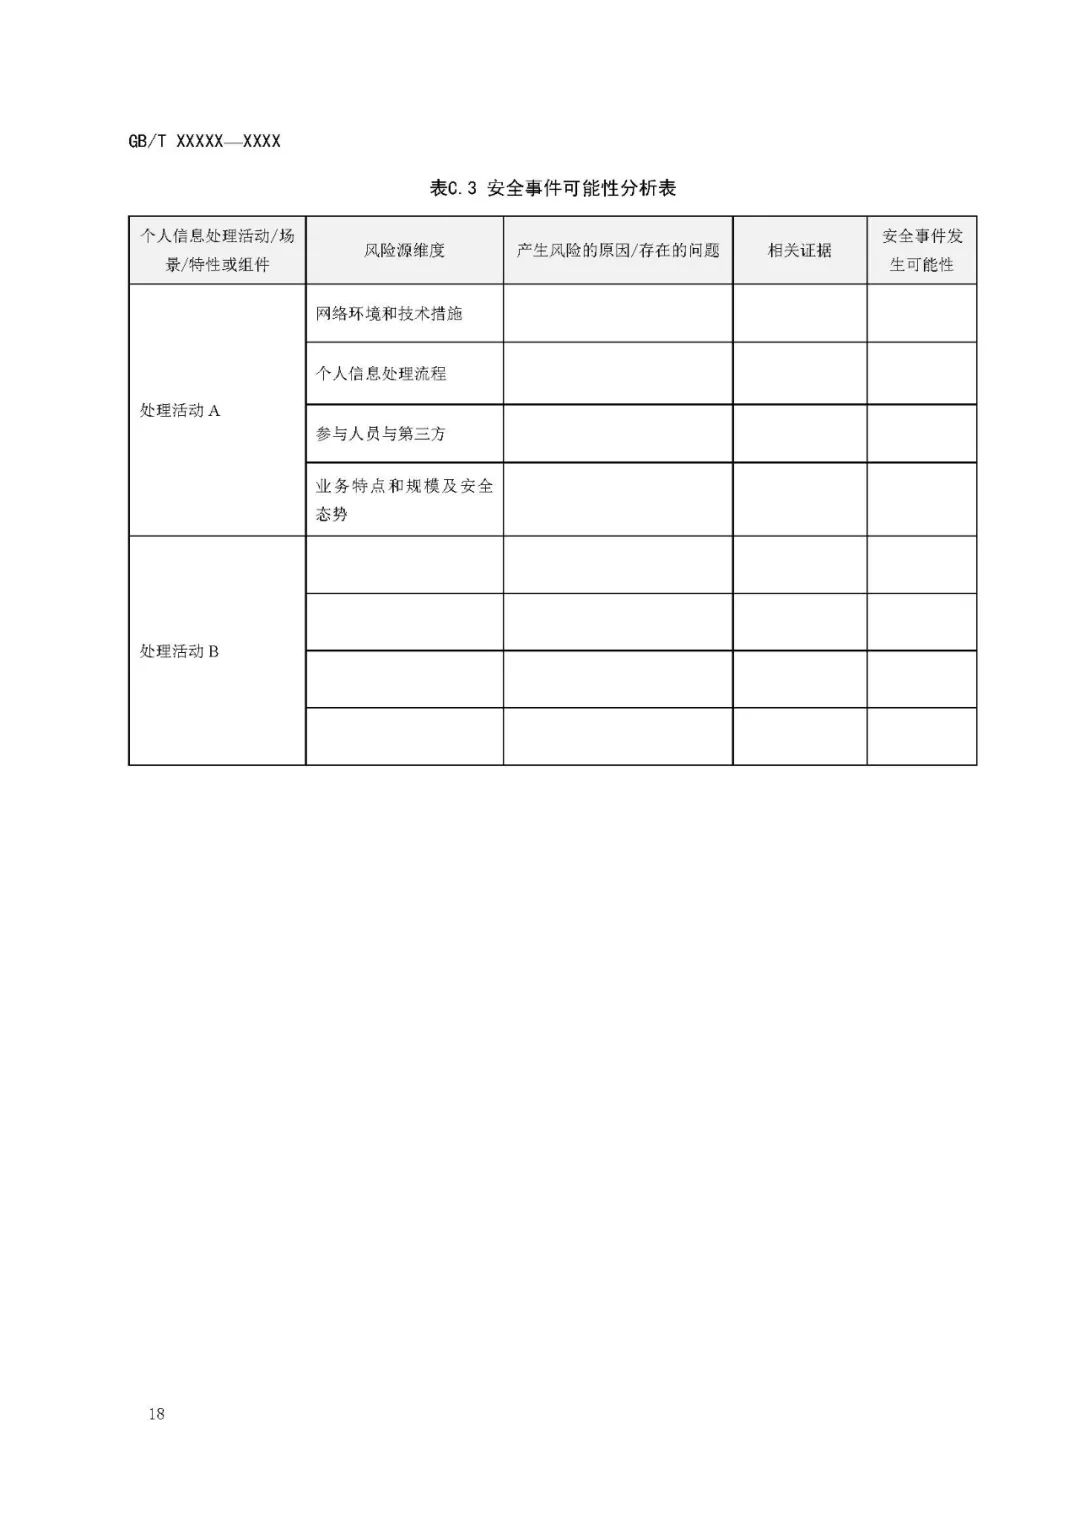 GB/T XXXXX—XXXX
表C.3 安全事件可能性分析表
个人信息处理活动/场
景/特性或组件
风险源维度
产生风险的原因/存在的问题
相关证据
安全事件发
生可能性
处理活动 A
网络环境和技术措施
个人信息处理流程
参与人员与第三方
业务特点和规模及安全
态势
处理活动 B
18